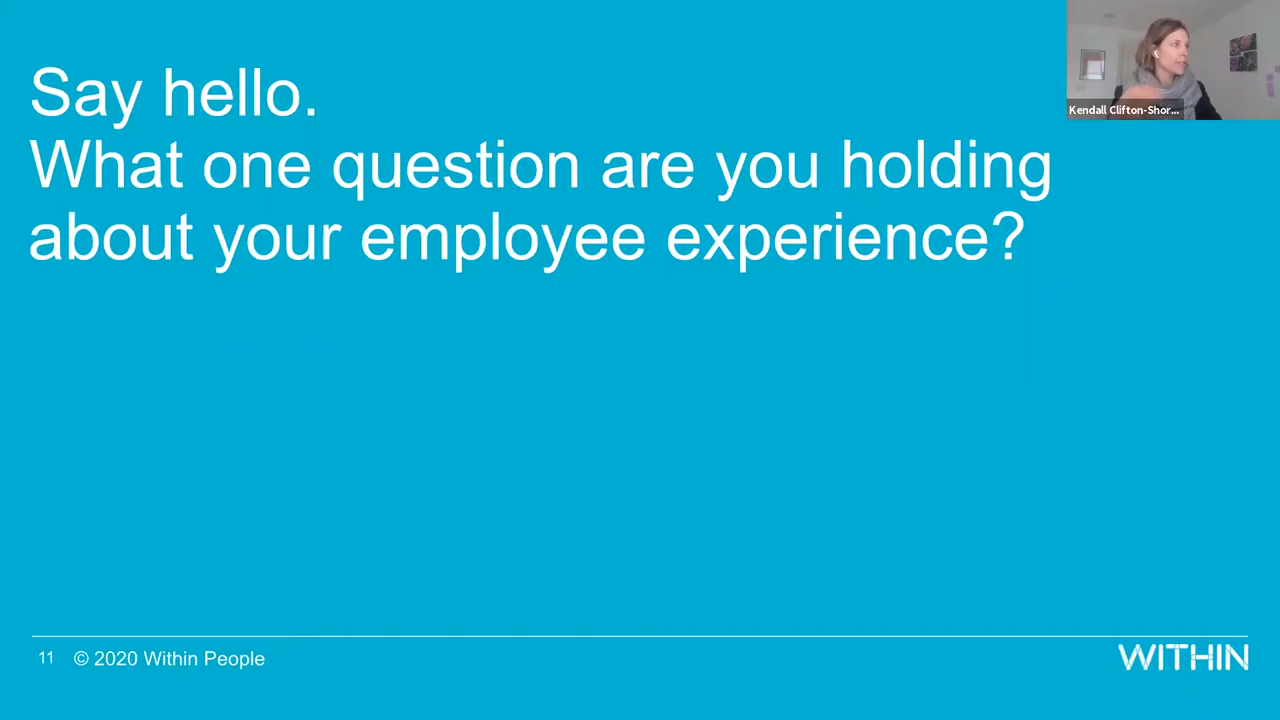 Say hello.
What one question are you holding
about your employee experience?
Kendall Clifton-Shor...
11 © 2020 Within People
WITHIN